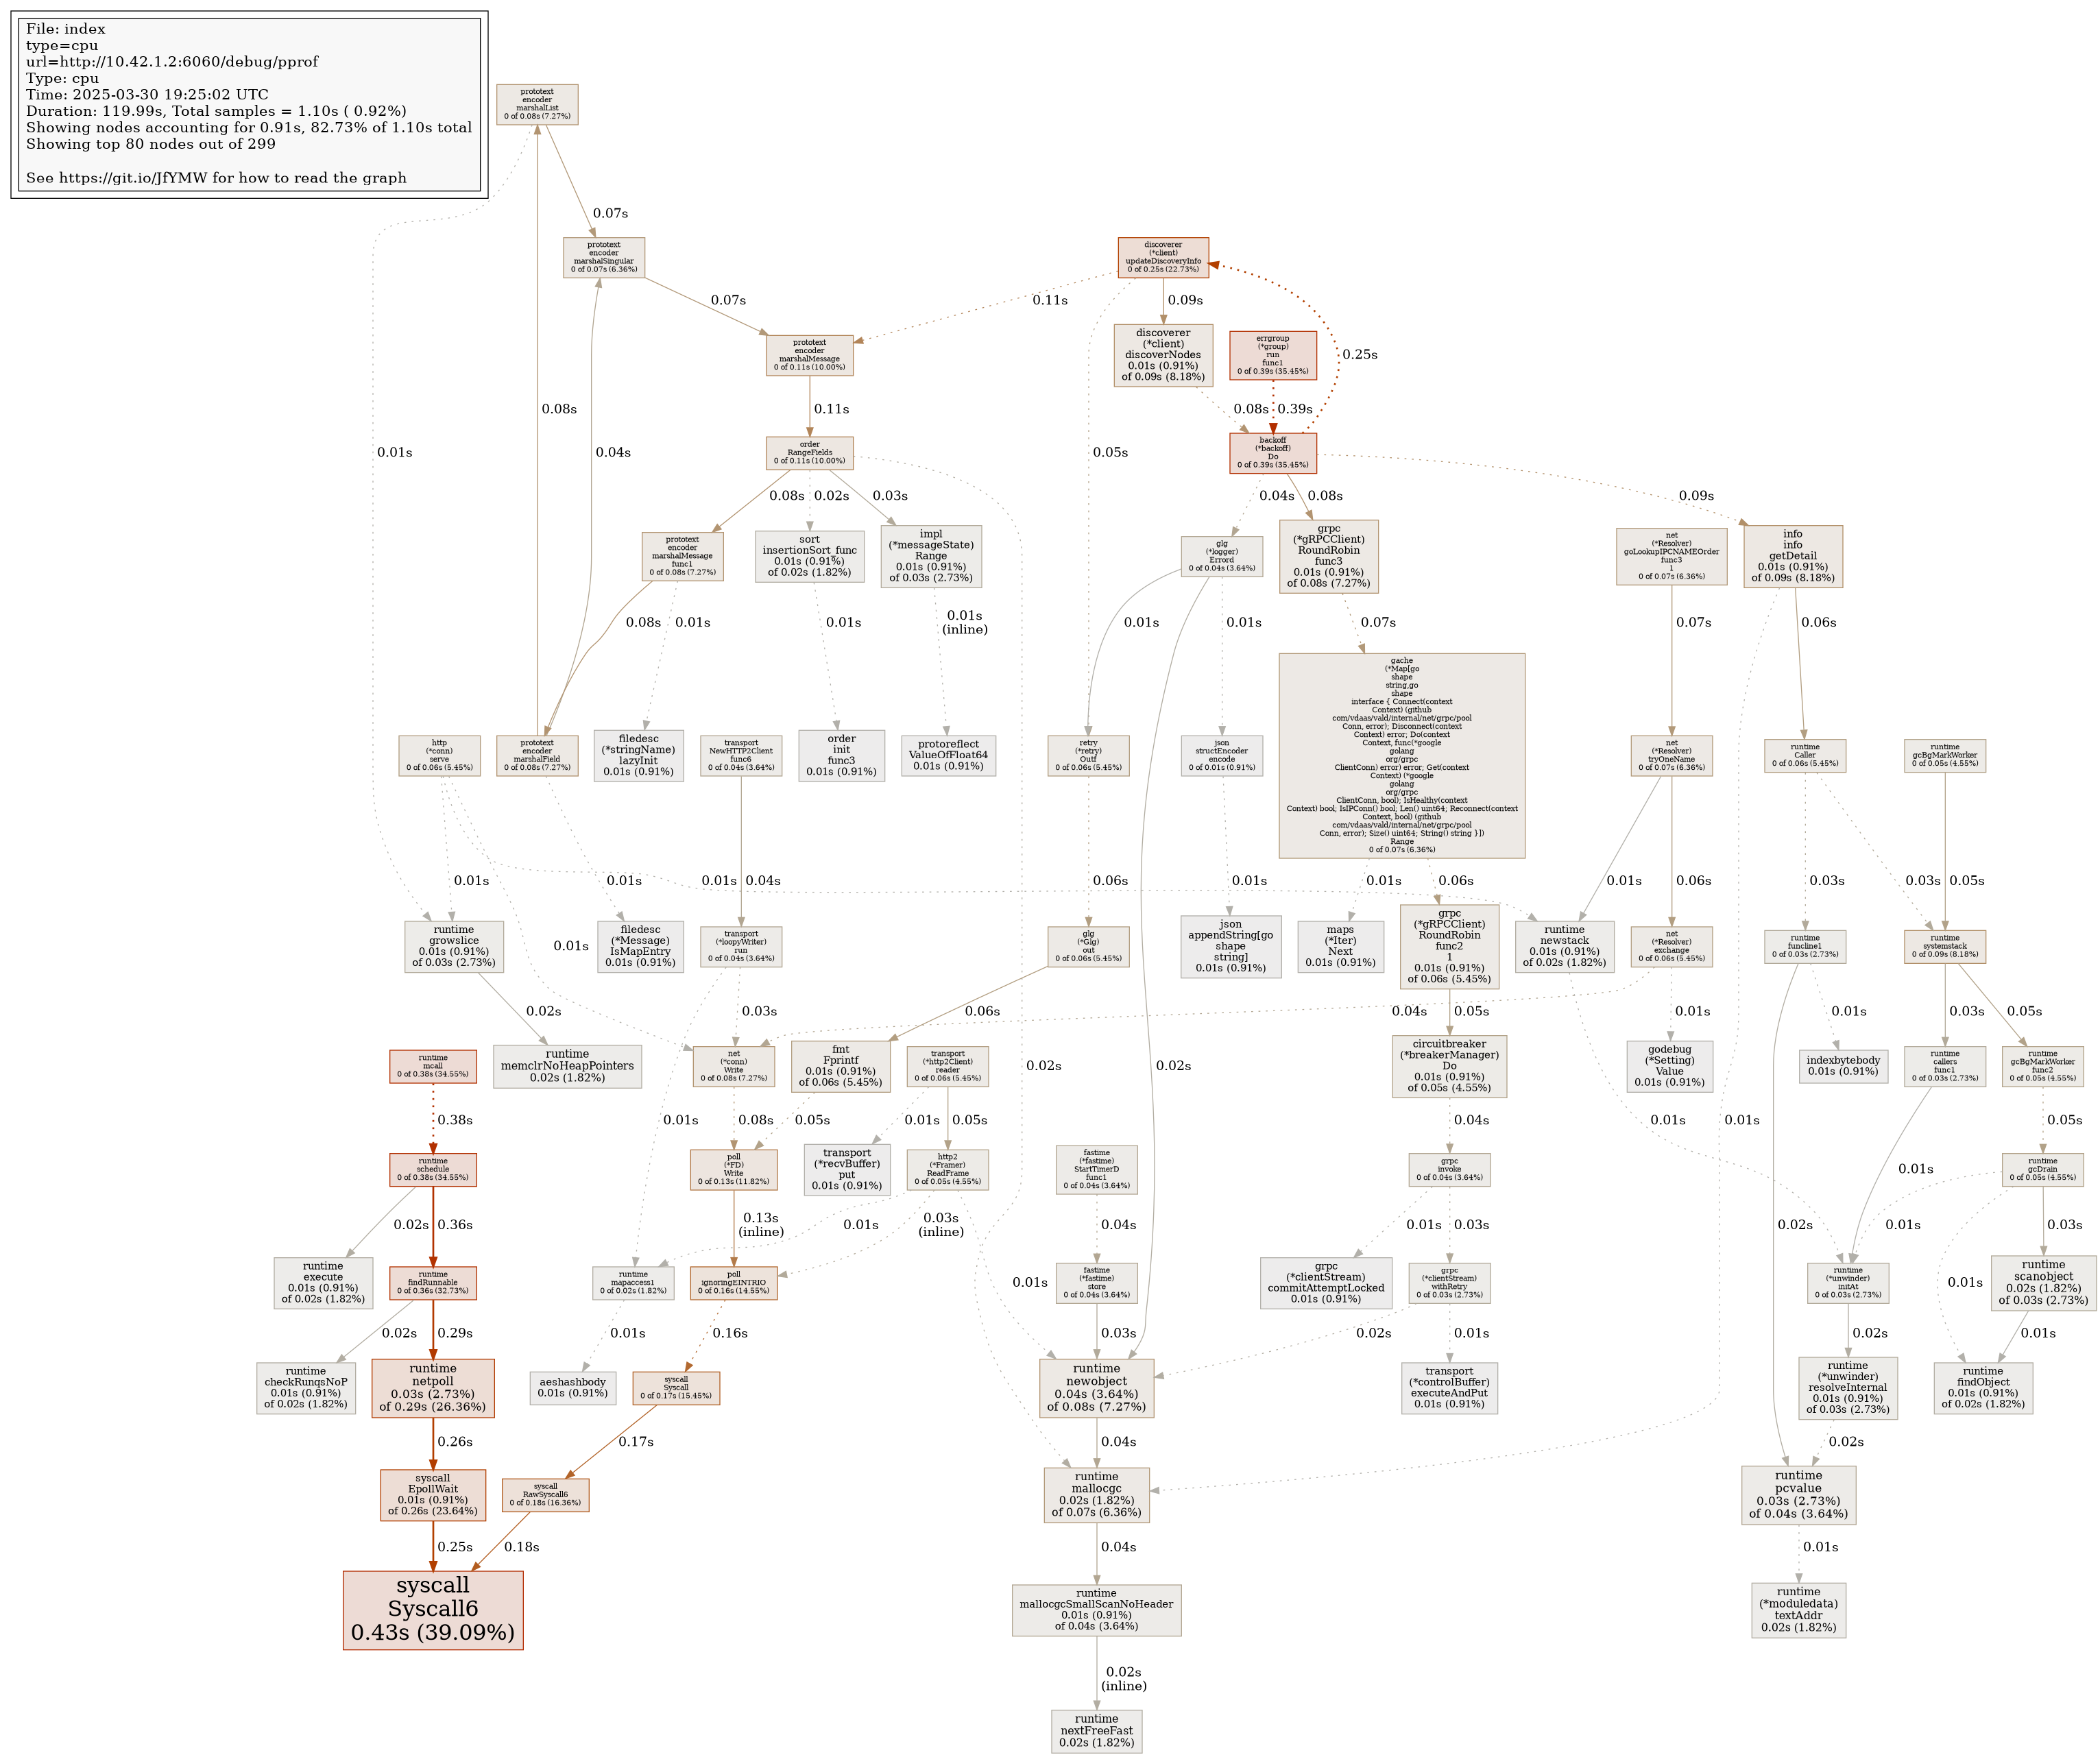 File: index
type=cpu
url=http://10.42.1.2:6060/debug/pprof
Type: cpu
Time: 2025-03-30 19:25:02 UTC
Duration: 119.99s, Total samples = 1.10s ( 0.92%)
Showing nodes accounting for 0.91s, 82.73% of 1.10s total
Showing top 80 nodes out of 299
See https://git.io/JfYMW for how to read the graph
prototext
encoder
marshalList
0 of 0.08s (7.27%)
0.07s
prototext
encoder
marshalSingular
0 of 0.07s (6.36%)
discoverer
(*client)
updateDiscoveryInfo
0 of 0.25s (22.73%)
0.07s
0.11s
0.09s
prototext
encoder
marshalMessage
0 of 0.11s (10.00%)
discoverer
(*client)
discoverNodes
0.01s (0.91%)
of 0.09s (8.18%)
errgroup
(*group)
run
func1
0 of 0.39s (35.45%)
0.25s
0.08s
0.11s
0.08s
0.39s
0.01s
0.04s
order
RangeFields
0 of 0.11s (10.00%)
0.05s
backoff
(*backoff)
Do
0 of 0.39s (35.45%)
0.08s
0.02s
0.03s
0.04s
0.08s
0.09s
prototext
encoder
marshalMessage
func1
0 of 0.08s (7.27%)
sort
insertionSort_func
0.01s (0.91%)
of 0.02s (1.82%)
impl
(*messageState)
Range
0.01s (0.91%)
of 0.03s (2.73%)
glg
(*logger)
Errord
0 of 0.04s (3.64%)
grpc
(*gRPCClient)
RoundRobin
func3
0.01s (0.91%)
of 0.08s (7.27%)
net
(*Resolver)
goLookupIPCNAMEOrder
func3
1
0 of 0.07s (6.36%)
info
info
getDetail
0.01s (0.91%)
of 0.09s (8.18%)
0.08s
0.01s
0.01s
0.01s
(inline)
0.01s
0.01s
0.07s
0.07s
0.06s
http
(*conn)
serve
0 of 0.06s (5.45%)
prototext
encoder
marshalField
0 of 0.08s (7.27%)
filedesc
(*stringName)
lazyInit
0.01s (0.91%)
transport
NewHTTP2Client
func6
0 of 0.04s (3.64%)
order
init
func3
0.01s (0.91%)
protoreflect
ValueOfFloat64
0.01s (0.91%)
retry
(*retry)
Outf
0 of 0.06s (5.45%)
json
structEncoder
encode
0 of 0.01s (0.91%)
gache
(*Map[go
shape
string,go
shape
interface { Connect(context
Context) (github
com/vdaas/vald/internal/net/grpc/pool
Conn, error); Disconnect(context
Context) error; Do(context
Context, func(*google
golang
org/grpc
ClientConn) error) error; Get(context
Context) (*google
golang
org/grpc
ClientConn, bool); IsHealthy(context
Context) bool; IsIPConn() bool; Len() uint64; Reconnect(context
Context, bool) (github
com/vdaas/vald/internal/net/grpc/pool
Conn, error); Size() uint64; String() string }])
Range
0 of 0.07s (6.36%)
net
(*Resolver)
tryOneName
0 of 0.07s (6.36%)
runtime
Caller
0 of 0.06s (5.45%)
runtime
gcBgMarkWorker
0 of 0.05s (4.55%)
0.01s
0.01s
0.01s
0.01s
0.04s
0.06s
0.01s
0.01s
0.06s
0.01s
0.06s
0.03s
0.03s
0.05s
runtime
growslice
0.01s (0.91%)
of 0.03s (2.73%)
filedesc
(*Message)
IsMapEntry
0.01s (0.91%)
transport
(*loopyWriter)
run
0 of 0.04s (3.64%)
glg
(*Glg)
out
0 of 0.06s (5.45%)
json
appendString[go
shape
string]
0.01s (0.91%)
maps
(*Iter)
Next
0.01s (0.91%)
grpc
(*gRPCClient)
RoundRobin
func2
1
0.01s (0.91%)
of 0.06s (5.45%)
runtime
newstack
0.01s (0.91%)
of 0.02s (1.82%)
net
(*Resolver)
exchange
0 of 0.06s (5.45%)
runtime
funcline1
0 of 0.03s (2.73%)
runtime
systemstack
0 of 0.09s (8.18%)
0.02s
0.03s
0.06s
0.05s
0.04s
0.01s
0.01s
0.03s
0.05s
runtime
mcall
0 of 0.38s (34.55%)
runtime
memclrNoHeapPointers
0.02s (1.82%)
net
(*conn)
Write
0 of 0.08s (7.27%)
fmt
Fprintf
0.01s (0.91%)
of 0.06s (5.45%)
transport
(*http2Client)
reader
0 of 0.06s (5.45%)
0.02s
0.02s
circuitbreaker
(*breakerManager)
Do
0.01s (0.91%)
of 0.05s (4.55%)
godebug
(*Setting)
Value
0.01s (0.91%)
indexbytebody
0.01s (0.91%)
runtime
callers
func1
0 of 0.03s (2.73%)
runtime
gcBgMarkWorker
func2
0 of 0.05s (4.55%)
0.38s
0.01s
0.08s
0.05s
0.01s
0.05s
0.04s
0.01s
0.01s
0.05s
runtime
schedule
0 of 0.38s (34.55%)
poll
(*FD)
Write
0 of 0.13s (11.82%)
transport
(*recvBuffer)
put
0.01s (0.91%)
http2
(*Framer)
ReadFrame
0 of 0.05s (4.55%)
fastime
(*fastime)
StartTimerD
func1
0 of 0.04s (3.64%)
grpc
invoke
0 of 0.04s (3.64%)
0.01s
runtime
gcDrain
0 of 0.05s (4.55%)
0.02s
0.36s
0.13s
(inline)
0.01s
0.03s
(inline)
0.04s
0.01s
0.03s
0.02s
0.01s
0.03s
runtime
execute
0.01s (0.91%)
of 0.02s (1.82%)
runtime
findRunnable
0 of 0.36s (32.73%)
runtime
mapaccess1
0 of 0.02s (1.82%)
poll
ignoringEINTRIO
0 of 0.16s (14.55%)
0.01s
fastime
(*fastime)
store
0 of 0.04s (3.64%)
grpc
(*clientStream)
commitAttemptLocked
0.01s (0.91%)
grpc
(*clientStream)
withRetry
0 of 0.03s (2.73%)
runtime
(*unwinder)
initAt
0 of 0.03s (2.73%)
0.01s
runtime
scanobject
0.02s (1.82%)
of 0.03s (2.73%)
0.02s
0.29s
0.01s
0.16s
0.03s
0.02s
0.01s
0.02s
0.01s
runtime
checkRunqsNoP
0.01s (0.91%)
of 0.02s (1.82%)
runtime
netpoll
0.03s (2.73%)
of 0.29s (26.36%)
aeshashbody
0.01s (0.91%)
syscall
Syscall
0 of 0.17s (15.45%)
runtime
newobject
0.04s (3.64%)
of 0.08s (7.27%)
transport
(*controlBuffer)
executeAndPut
0.01s (0.91%)
runtime
(*unwinder)
resolveInternal
0.01s (0.91%)
of 0.03s (2.73%)
runtime
findObject
0.01s (0.91%)
of 0.02s (1.82%)
0.26s
0.17s
0.04s
0.02s
syscall
EpollWait
0.01s (0.91%)
of 0.26s (23.64%)
syscall
RawSyscall6
0 of 0.18s (16.36%)
runtime
mallocgc
0.02s (1.82%)
of 0.07s (6.36%)
runtime
pcvalue
0.03s (2.73%)
of 0.04s (3.64%)
0.25s
0.18s
0.04s
0.01s
syscall
Syscall6
0.43s (39.09%)
runtime
mallocgcSmallScanNoHeader
0.01s (0.91%)
of 0.04s (3.64%)
runtime
(*moduledata)
textAddr
0.02s (1.82%)
0.02s
(inline)
runtime
nextFreeFast
0.02s (1.82%)